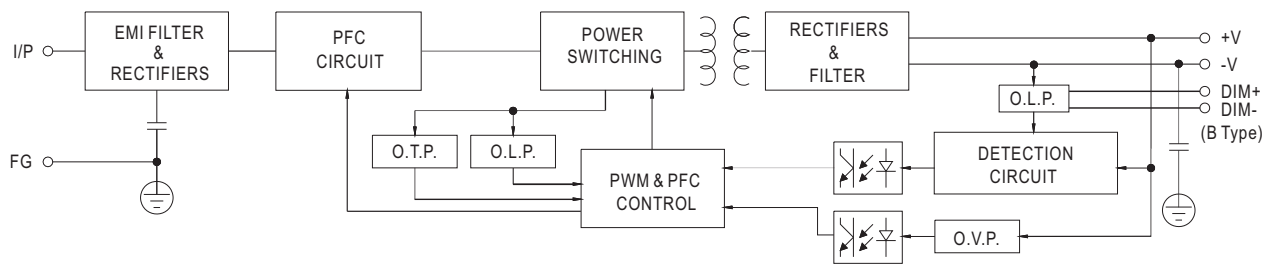 I/P
EMI FILTER
&
RECTIFIERS
PFC
CIRCUIT
POWER
SWITCHING
RECTIFIERS
&
FILTER
+V
-V
O.L.P.
DIM+
DIM-
(B Type)
FG
O.T.P.
O.L.P.
PWM & PFC
CONTROL
DETECTION
CIRCUIT
O.V.P.